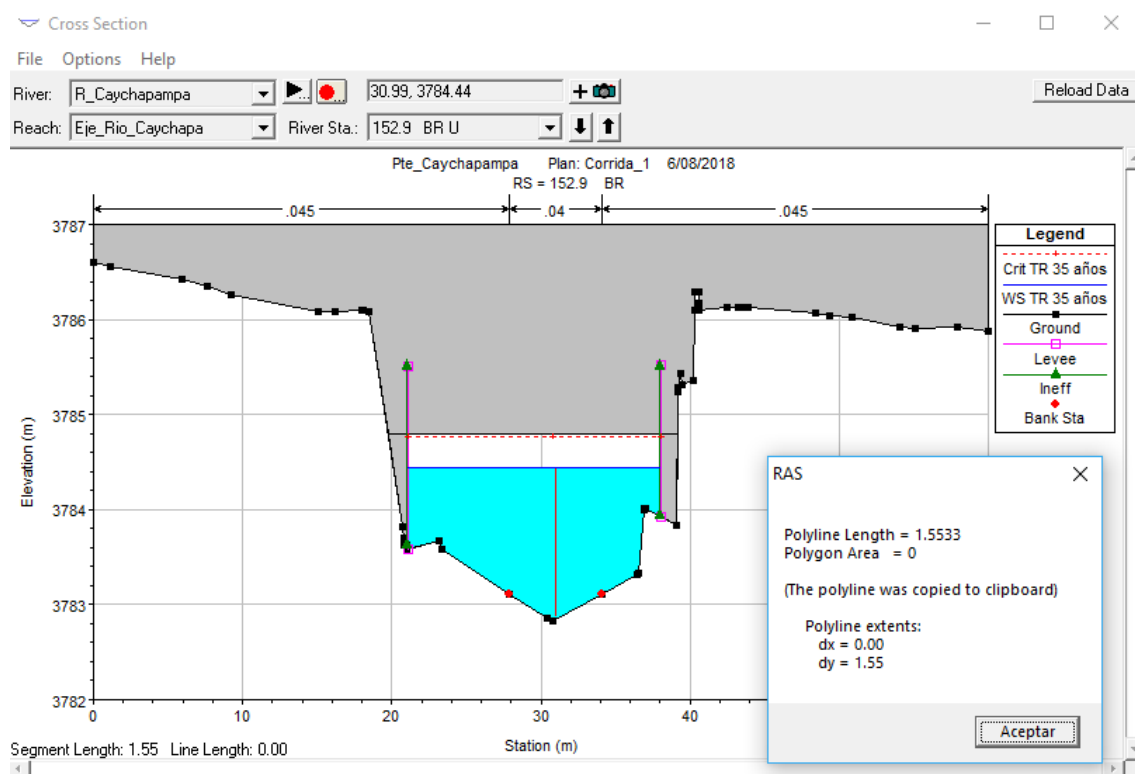 Cross Section
File Options Help
River: R_Caychapampa 30.99, 3784.44 Reload Data
Reach: Eje_Rio_Caychapa River Sta.: 152.9 BR U
Pte_Caychapampa Plan: Corrida_1 6/08/2018
RS = 152.9 BR
.045 .04 .045
3787
3786
3785
3784
3783
3782
Elevation (m)
0 10 20 30 40
Station (m)
Legend
Crit TR 35 años
WS TR 35 años
Ground
Levee
Ineff
Bank Sta
RAS
Polyline Length = 1.5533
Polygon Area = 0
(The polyline was copied to clipboard)
Polyline extents:
dx = 0.00
dy = 1.55
Aceptar
Segment Length: 1.55 Line Length: 0.00